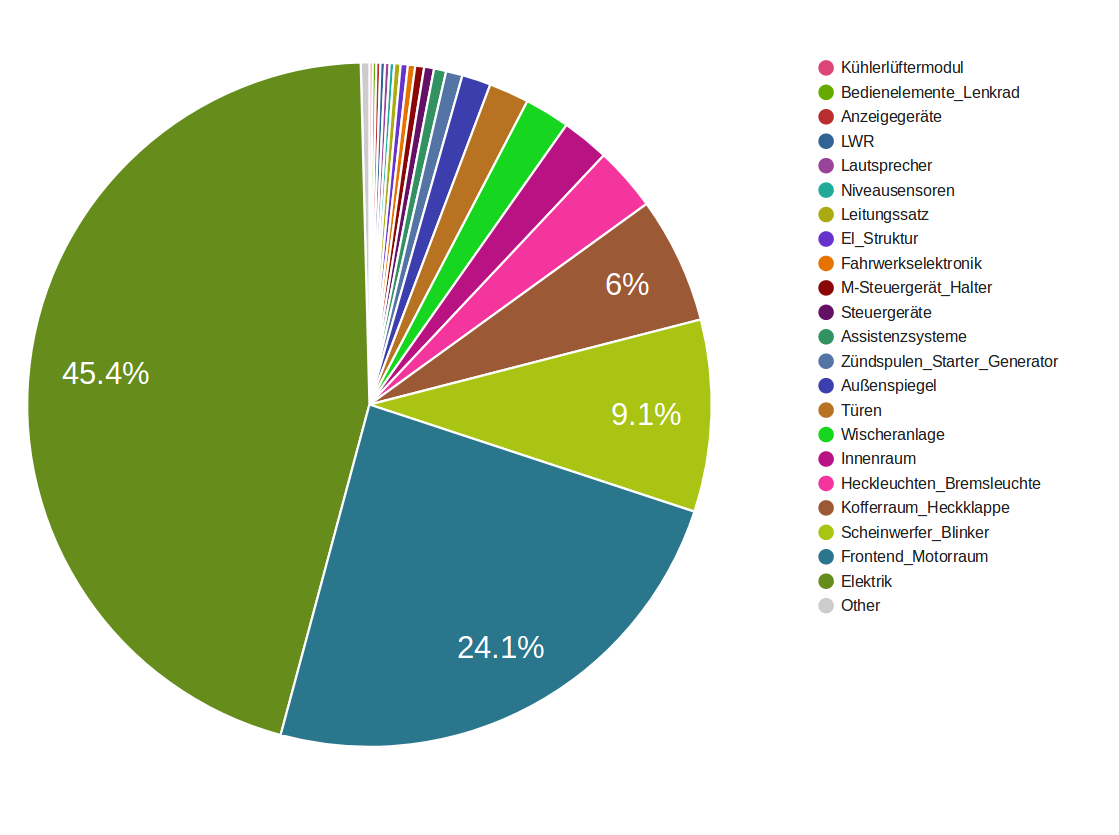 Kühlerlüftermodul
Bedienelemente_Lenkrad
Anzeigegeräte
LWR
Lautsprecher
Niveausensoren
Leitungssatz
El_Struktur
Fahrwerkselektronik
M-Steuergerät_Halter
Steuergeräte
Assistenzsysteme
Zündspulen_Starter_Generator
Außenspiegel
Türen
Wischeranlage
Innenraum
Heckleuchten_Bremsleuchte
Kofferraum_Heckklappe
Scheinwerfer_Blinker
Frontend_Motorraum
Elektrik
Other
6%
45.4%
9.1%
24.1%